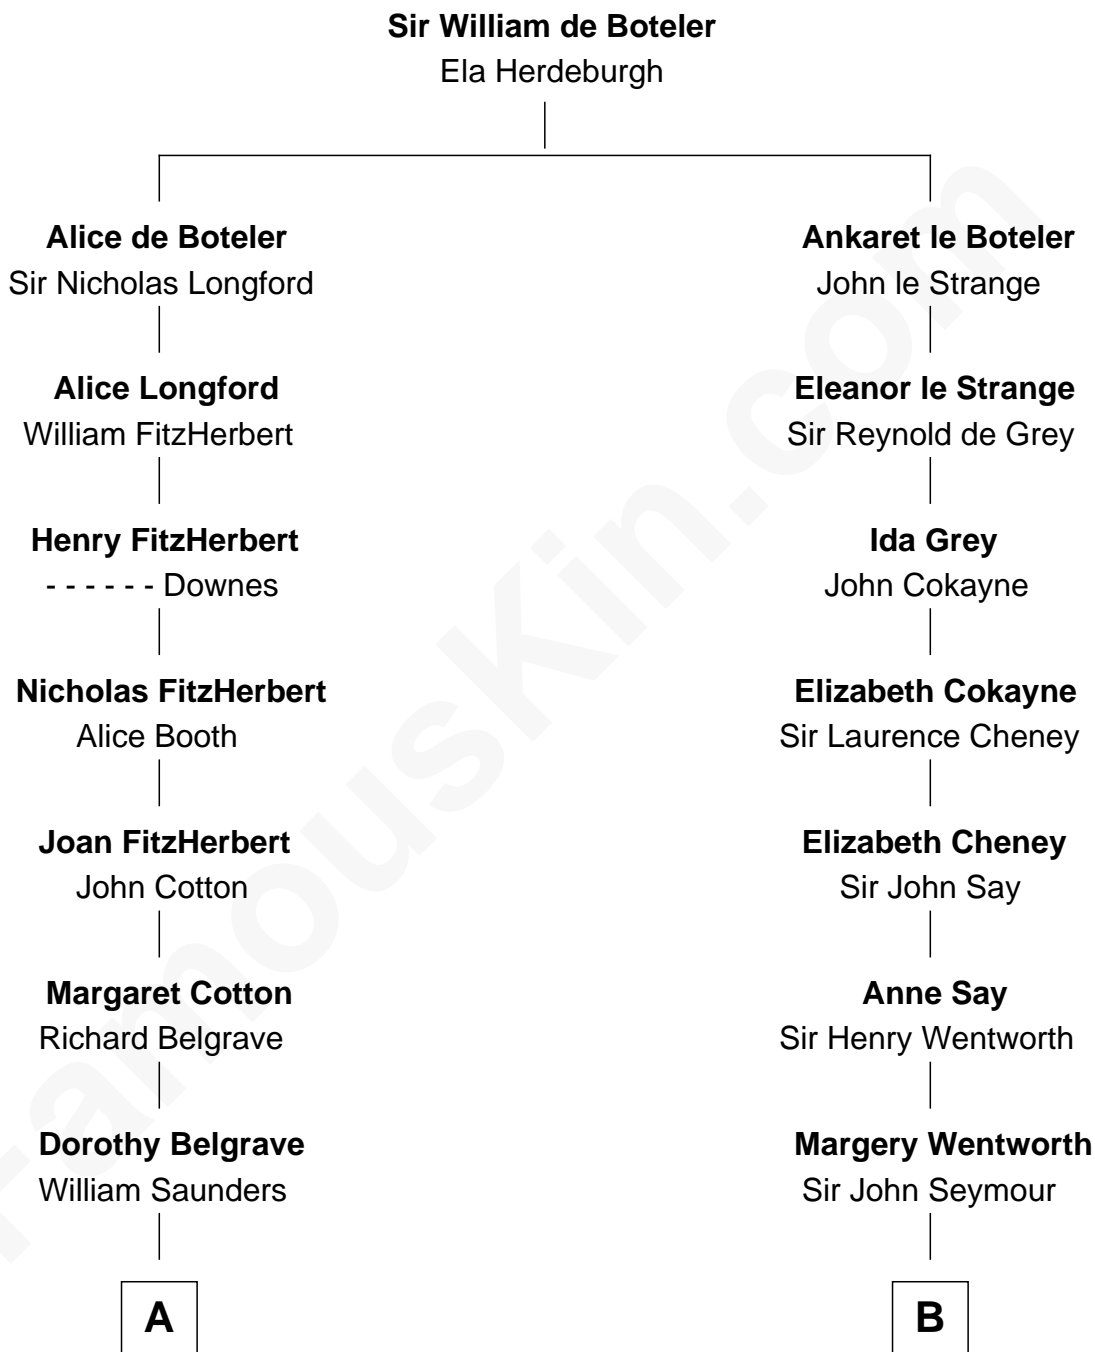 Sir William de Boteler
Ela Herdeburgh
Alice de Boteler
Sir Nicholas Longford
Alice Longford
William FitzHerbert
Henry FitzHerbert
- - - - - - Downes
Nicholas FitzHerbert
Alice Booth
Joan FitzHerbert
John Cotton
Margaret Cotton
Richard Belgrave
Dorothy Belgrave
William Saunders
A
Ankaret le Boteler
John le Strange
Eleanor le Strange
Sir Reynold de Grey
Ida Grey
John Cokayne
Elizabeth Cokayne
Sir Laurence Cheney
Elizabeth Cheney
Sir John Say
Anne Say
Sir Henry Wentworth
Margery Wentworth
Sir John Seymour
B
FamousKin.com